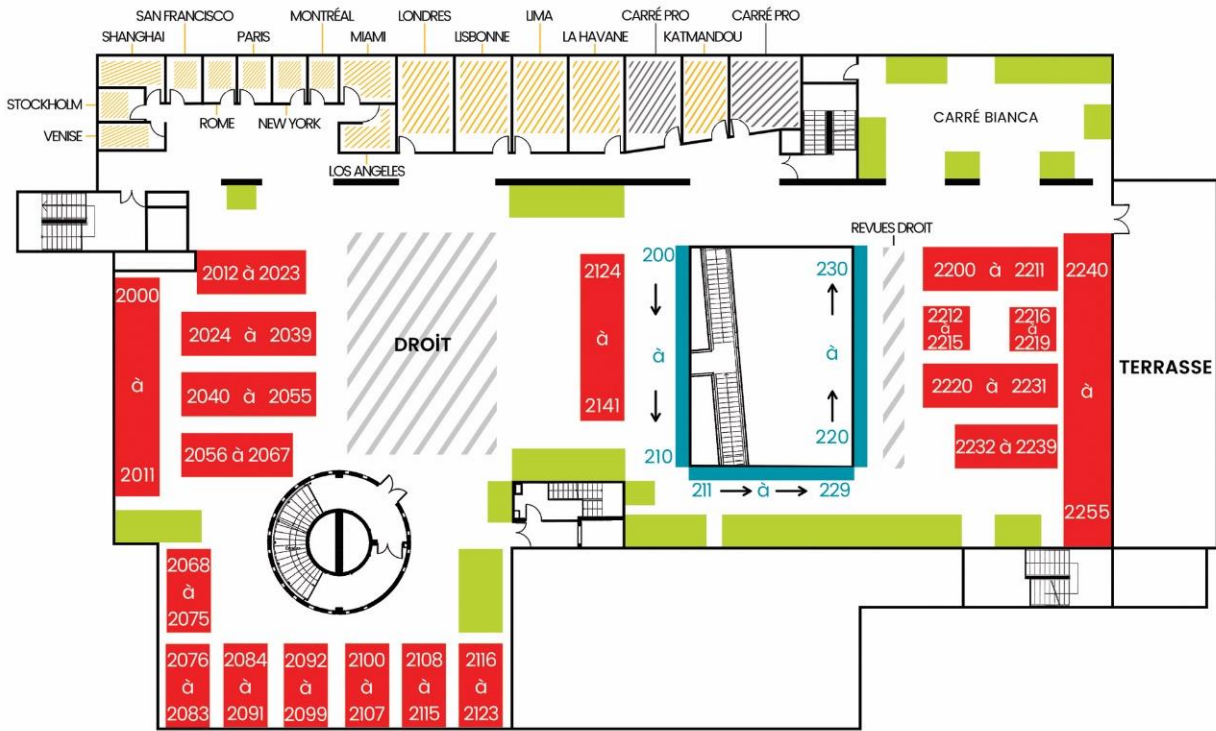 SAN FRANCISCO
MONTRÉAL
LONDRES
LIMA
CARRÉ PRO
CARRÉ PRO
SHANGHAI
PARIS
MIAMI
LISBONNE
LA HAVANE
KATMANDOU
STOCKHOLM
VENISE
ROME
NEW YORK
LOS ANGELES
CARRÉ BIANCA
REVUES DROIT
2012 à 2023
2000
à
2011
2024 à 2039
2040 à 2055
2056 à 2067
DROİT
2124
à
2141
200
à
210
211 à 229
230
à
220
2200 à 2211
2212
à
2215
2216
à
2219
2220 à 2231
2232 à 2239
2240
à
2255
TERRASSE
2068
à
2075
2076
à
2083
2084
à
2091
2092
à
2099
2100
à
2107
2108
à
2115
2116
à
2123